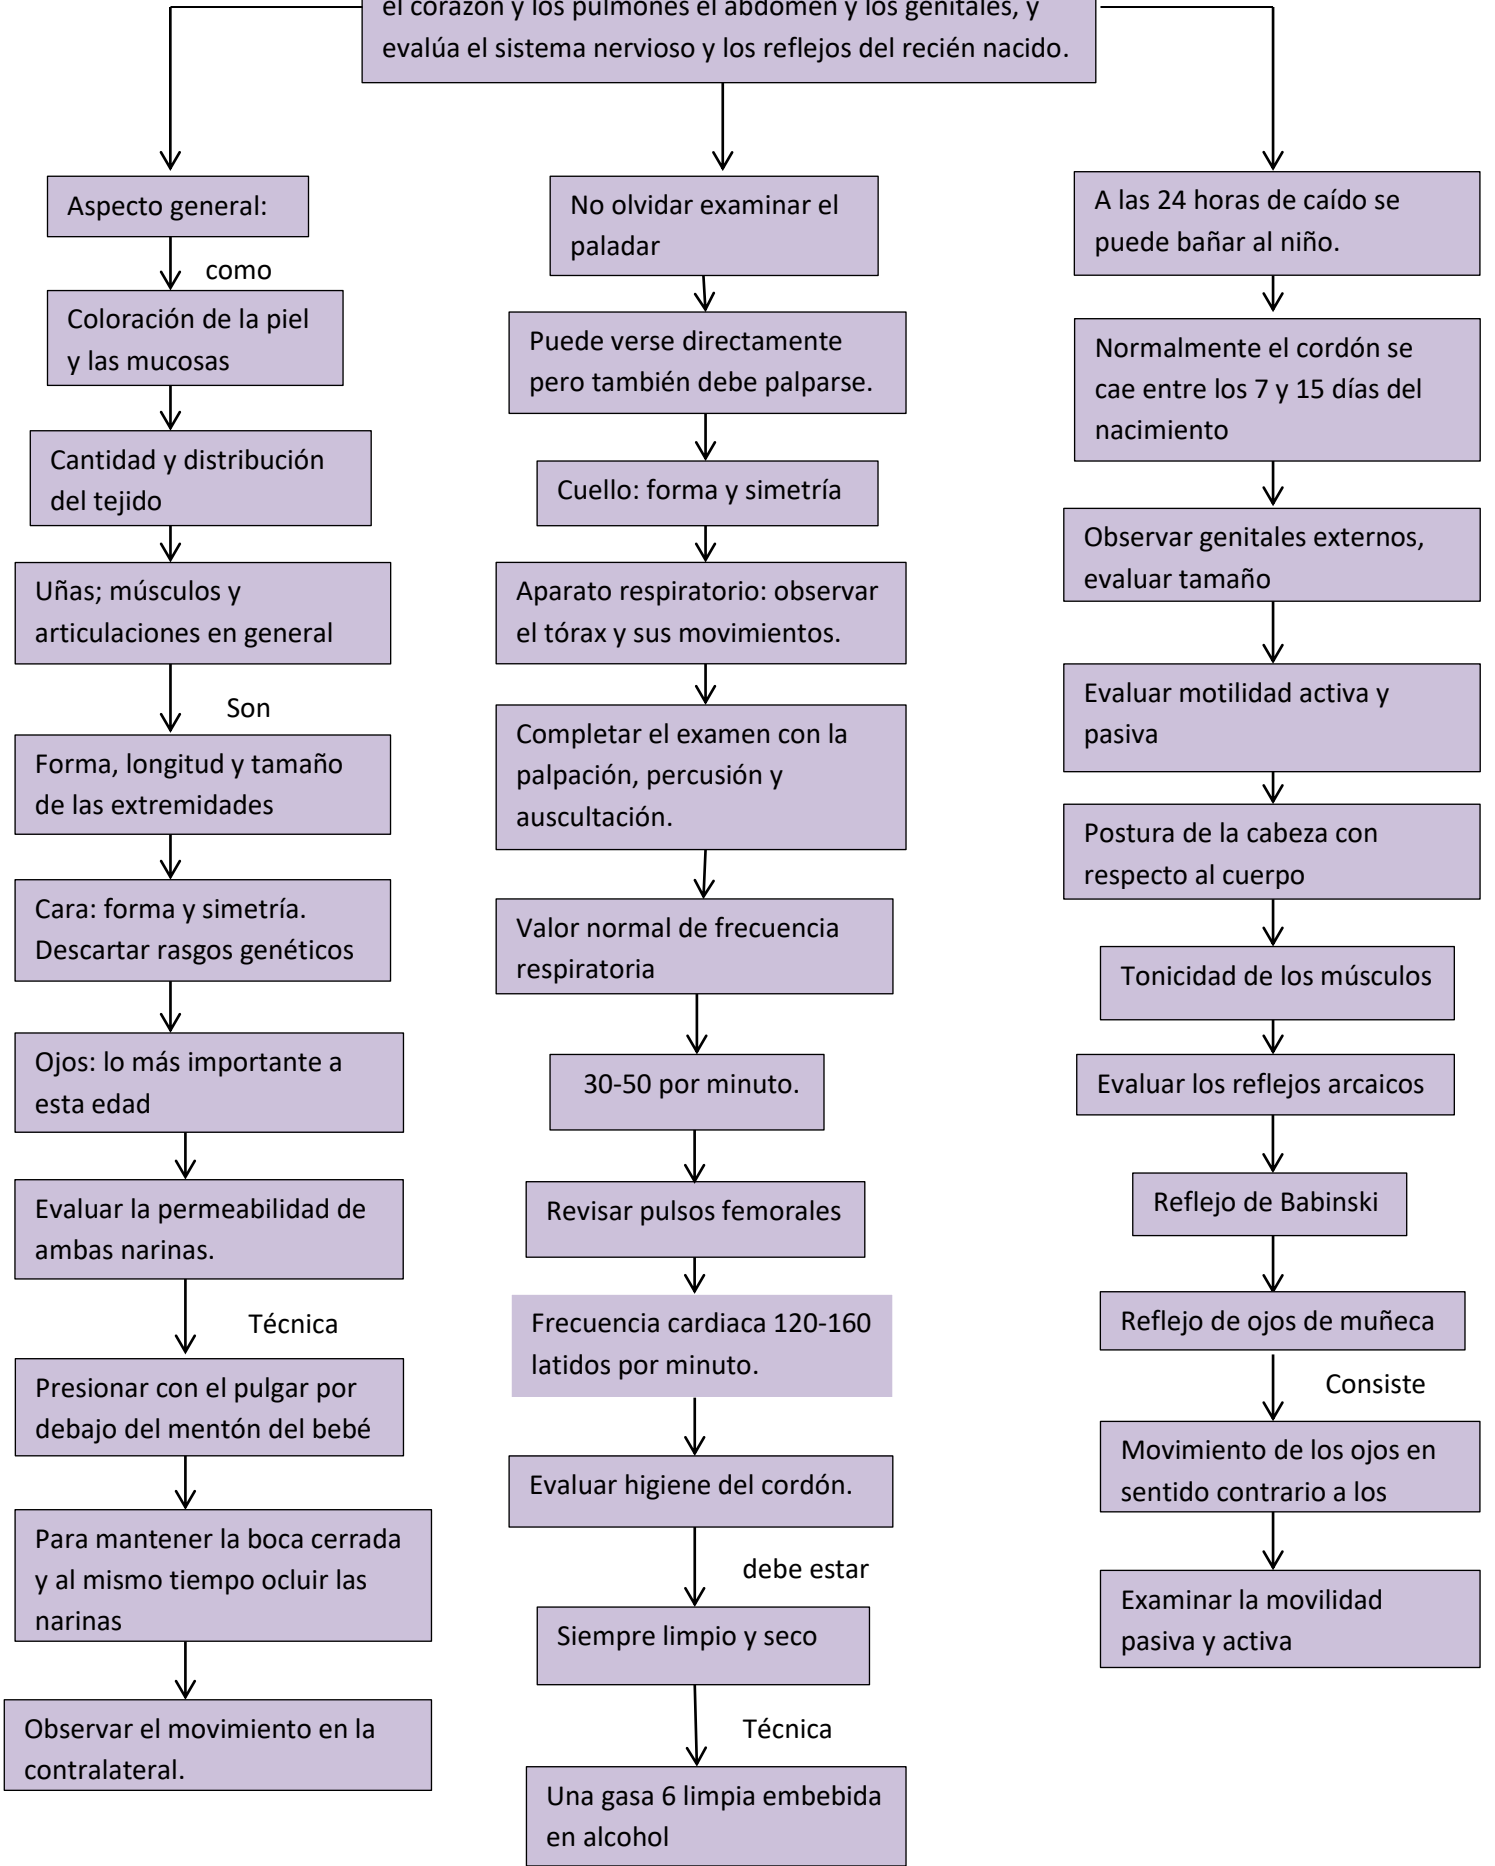 el corazón y los pulmones el abdomen y los genitales, y
evalúa el sistema nervioso y los reflejos del recién nacido.
Aspecto general:
como
Coloración de la piel
y las mucosas
Cantidad y distribución
del tejido
Uñas; músculos y
articulaciones en general
Son
Forma, longitud y tamaño
de las extremidades
Cara: forma y simetría.
Descartar rasgos genéticos
Ojos: lo más importante a
esta edad
Evaluar la permeabilidad de
ambas narinas.
Técnica
Presionar con el pulgar por
debajo del mentón del bebé
Para mantener la boca cerrada
y al mismo tiempo ocluir las
narinas
Observar el movimiento en la
contralateral.
No olvidar examinar el
paladar
Puede verse directamente
pero también debe palparse.
Cuello: forma y simetría
Aparato respiratorio: observar
el tórax y sus movimientos.
Completar el examen con la
palpación, percusión y
auscultación.
Valor normal de frecuencia
respiratoria
30-50 por minuto.
Revisar pulsos femorales
Frecuencia cardiaca 120-160
latidos por minuto.
Evaluar higiene del cordón.
debe estar
Siempre limpio y seco
Técnica
Una gasa 6 limpia embebida
en alcohol
A las 24 horas de caído se
puede bañar al niño.
Normalmente el cordón se
cae entre los 7 y 15 días del
nacimiento
Observar genitales externos,
evaluar tamaño
Evaluar motilidad activa y
pasiva
Postura de la cabeza con
respecto al cuerpo
Tonicidad de los músculos
Evaluar los reflejos arcaicos
Reflejo de Babinski
Reflejo de ojos de muñeca
Consiste
Movimiento de los ojos en
sentido contrario a los
Examinar la movilidad
pasiva y activa